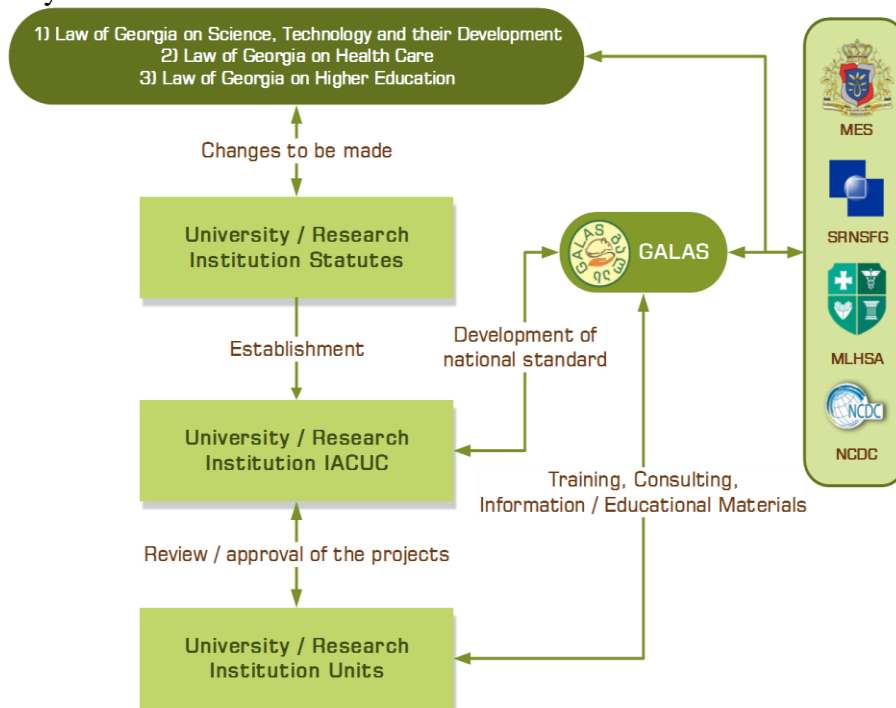 1) Law of Georgia on Science, Technology and their Development
2) Law of Georgia on Health Care
3) Law of Georgia on Higher Education
MES
Changes to be made
University / Research
Institution Statutes
SRNSFG
GALAS
GALAS
Establishment
Development of
national standard
MLHSA
University / Research
Institution IACUC
NCDC
NCDC
Training, Consulting,
Information / Educational Materials
Review / approval of the projects
University / Research
Institution Units